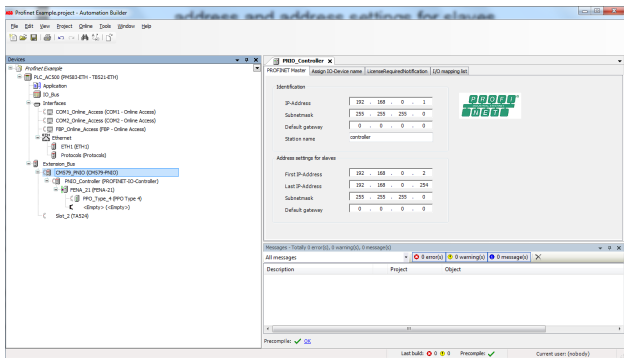 address and address settings for slaves
Profinet Example.project - Automation Builder
File Edit View Project Online Tools Window Help
Devices
Profinet Example
PLC_AC500 (PM583-ETH - TB521-ETH)
Application
IO_Bus
Interfaces
COM1_Online_Access (COM1 - Online Access)
COM2_Online_Access (COM2 - Online Access)
FBP_Online_Access (FBP - Online Access)
Ethernet
ETH1 (ETH1)
Protocols (Protocols)
Extension_Bus
CM579_PNIO (CM579-PNIO)
PNIO_Controller (PROFINET-IO-Controller)
FENA_21 (FENA-21)
PPO_Type_4 (PPO Type 4)
<Empty> (<Empty>)
Slot_2 (TA524)
PNIO_Controller
PROFINET Master Assign IO-Device name LicenseRequiredNotification I/O mapping list
Identification
IP-Address 192 . 168 . 0 . 1
Subnetmask 255 . 255 . 255 . 0
Default gateway 0 . 0 . 0 . 0
Station name controller
PROFI
NET
Address settings for slaves
First IP-Address 192 . 168 . 0 . 2
Last IP-Address 192 . 168 . 0 . 254
Subnetmask 255 . 255 . 255 . 0
Default gateway 0 . 0 . 0 . 0
Messages - Totally 0 error(s), 0 warning(s), 0 message(s)
All messages 0 error(s) 0 warning(s) 0 message(s)
Description Project Object
Precompile: OK
Last build: 0 0 Precompile: Current user: (nobody)